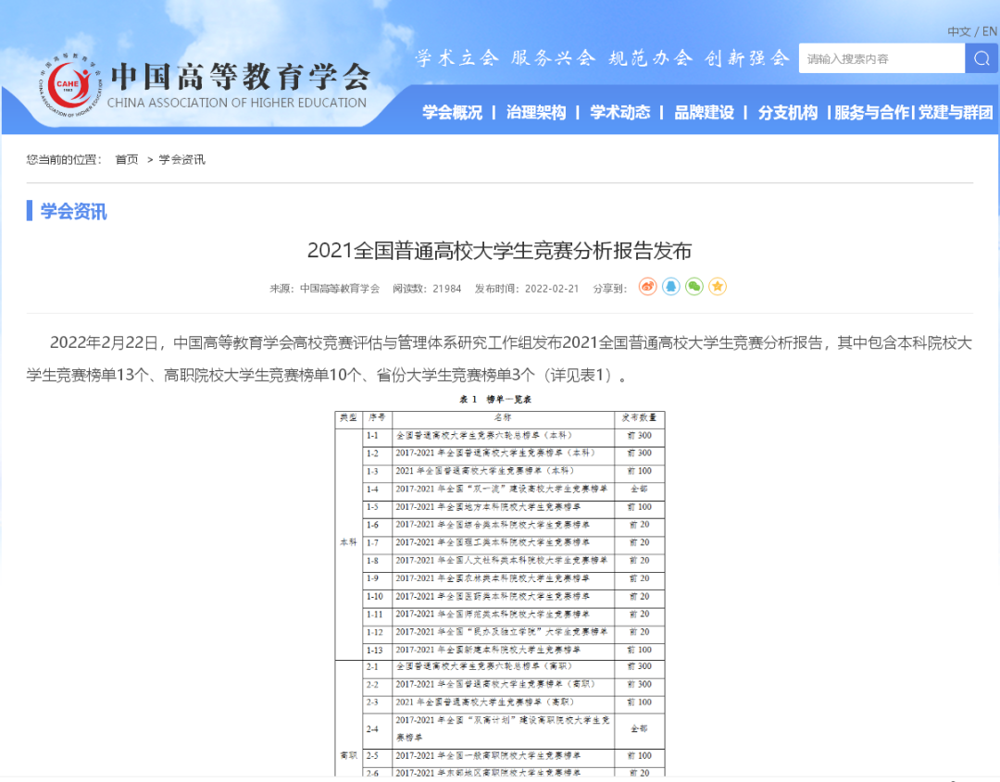 中文 / EN
学术立会 服务兴会 规范办会 创新强会
请输入搜索内容
CAHE
中国高等教育学会
CHINA ASSOCIATION OF HIGHER EDUCATION
学会概况 | 治理架构 | 学术动态 | 品牌建设 | 分支机构 | 服务与合作 | 党建与群团
您当前的位置： 首页 > 学会资讯
学会资讯
2021全国普通高校大学生竞赛分析报告发布
来源：中国高等教育学会 阅读数：21984 发布时间：2022-02-21 分享到：
2022年2月22日，中国高等教育学会高校竞赛评估与管理体系研究工作组发布2021全国普通高校大学生竞赛分析报告，其中包含本科院校大
学生竞赛榜单13个、高职院校大学生竞赛榜单10个、省份大学生竞赛榜单3个（详见表1）。
表 1 榜单一览表
类型 序号 名称 发布数量
1-1 全国普通高校大学生竞赛六轮总榜单（本科） 前 300
1-2 2017-2021 年全国普通高校大学生竞赛榜单（本科） 前 300
1-3 2021 年全国普通高校大学生竞赛榜单（本科） 前 100
1-4 2017-2021 年全国“双一流”建设高校大学生竞赛榜单 全部
1-5 2017-2021 年全国地方本科院校大学生竞赛榜单 前 100
1-6 2017-2021 年全国综合类本科院校大学生竞赛榜单 前 20
本科 1-7 2017-2021 年全国理工类本科院校大学生竞赛榜单 前 20
1-8 2017-2021 年全国人文社科类本科院校大学生竞赛榜单 前 20
1-9 2017-2021 年全国农林类本科院校大学生竞赛榜单 前 20
1-10 2017-2021 年全国医药类本科院校大学生竞赛榜单 前 20
1-11 2017-2021 年全国师范类本科院校大学生竞赛榜单 前 20
1-12 2017-2021 年全国“民办及独立学院”大学生竞赛榜单 前 20
1-13 2017-2021 年全国新建本科院校大学生竞赛榜单 前 100
2-1 全国普通高校大学生竞赛六轮总榜单（高职） 前 300
2-2 2017-2021 年全国普通高校大学生竞赛榜单（高职） 前 300
2-3 2021 年全国普通高校大学生竞赛榜单（高职） 前 100
2-4 2017-2021 年全国“双高计划”建设高职院校大学生竞
赛榜单 全部
高职 2-5 2017-2021 年全国一般高职院校大学生竞赛榜单 前 100
2-6 2017-2021 年东部地区高职院校大学生竞赛榜单 前 20